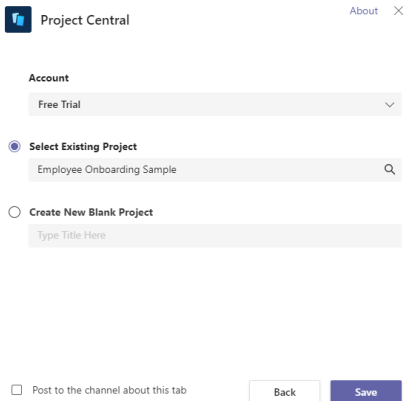 Project Central
About
Account
Free Trial
Select Existing Project
Employee Onboarding Sample
Create New Blank Project
Type Title Here
Post to the channel about this tab
Back
Save